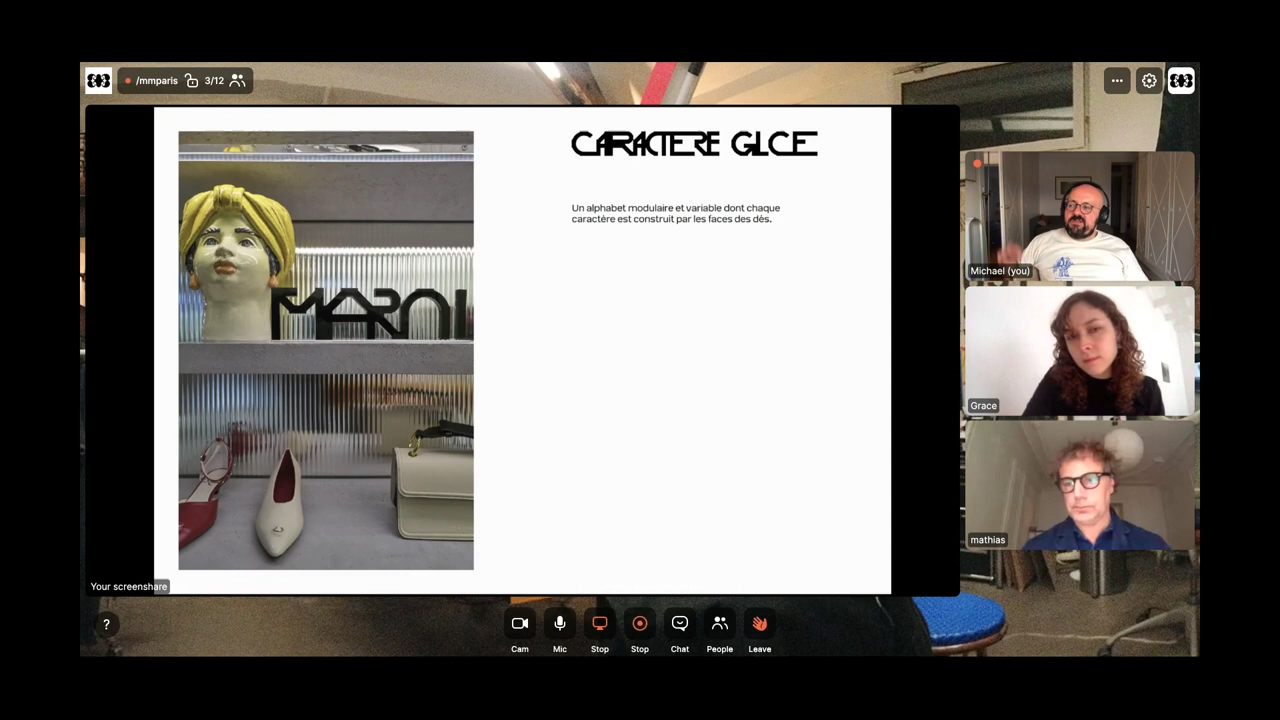 /mmparis
3/12
CARACTERE GLCE
Un alphabet modulaire et variable dont chaque
caractère est construit par les faces des dés.
MARNI
Michael (you)
Grace
mathias
Your screenshare
?
Cam
Mic
Stop
Stop
Chat
People
Leave